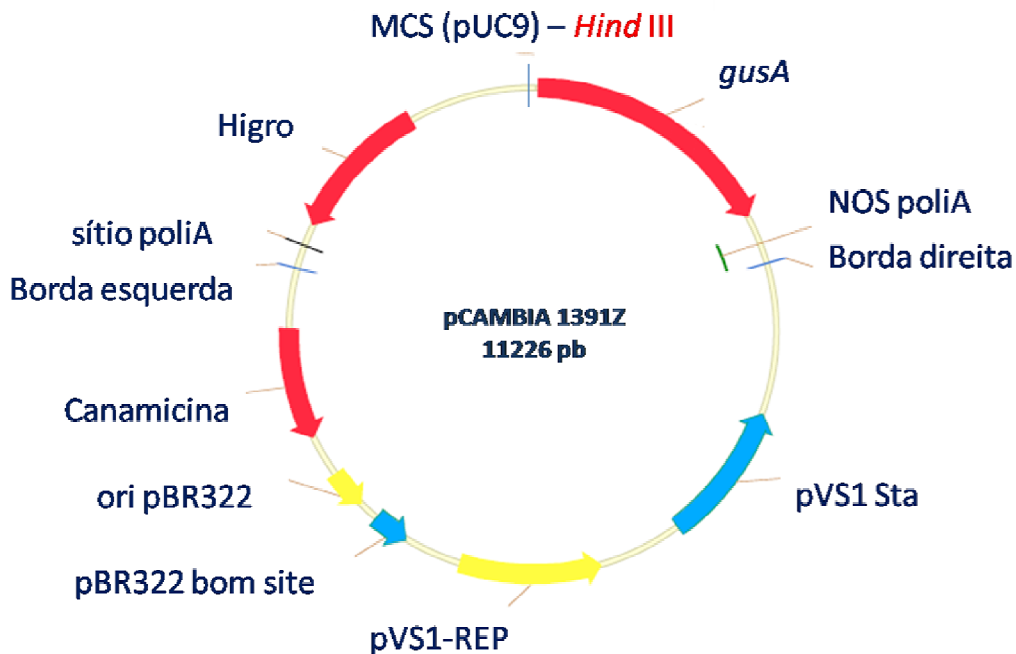 MCS (pUC9) – Hind III
gusA
Higro
NOS poliA
sítio poliA
Borda direita
Borda esquerda
pCAMBIA 1391Z
11226 pb
Canamicina
ori pBR322
pVS1 Sta
pBR322 bom site
pVS1-REP